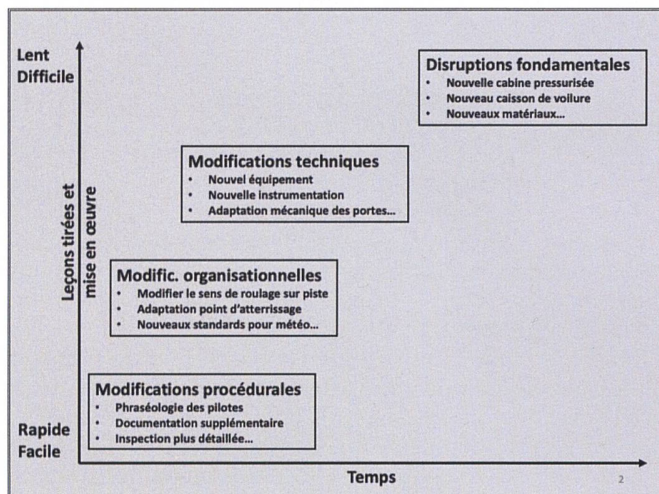 Lent
Difficile
Disruptions fondamentales
• Nouvelle cabine pressurisée
• Nouveau caisson de voilure
• Nouveaux matériaux…
Modifications techniques
• Nouvel équipement
• Nouvelle instrumentation
• Adaptation mécanique des portes…
Leçons tirées et
mise en œuvre
Modific. organisationnelles
• Modifier le sens de roulage sur piste
• Adaptation point d'atterrissage
• Nouveaux standards pour météo…
Modifications procédurales
• Phraséologie des pilotes
• Documentation supplémentaire
• Inspection plus détaillée…
Rapide
Facile
Temps
2